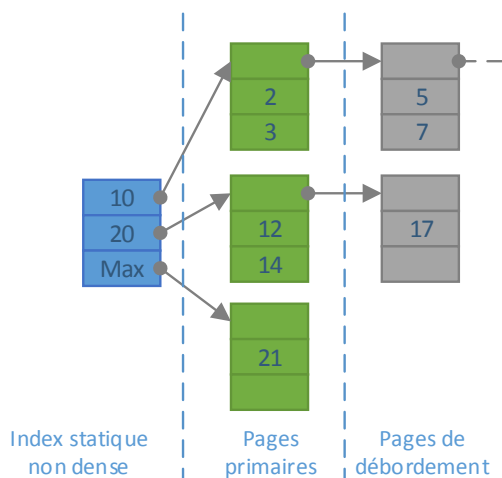 2
3
5
7
10
20
Max
12
14
17
21
Index statique
non dense
Pages
primaires
Pages de
débordement